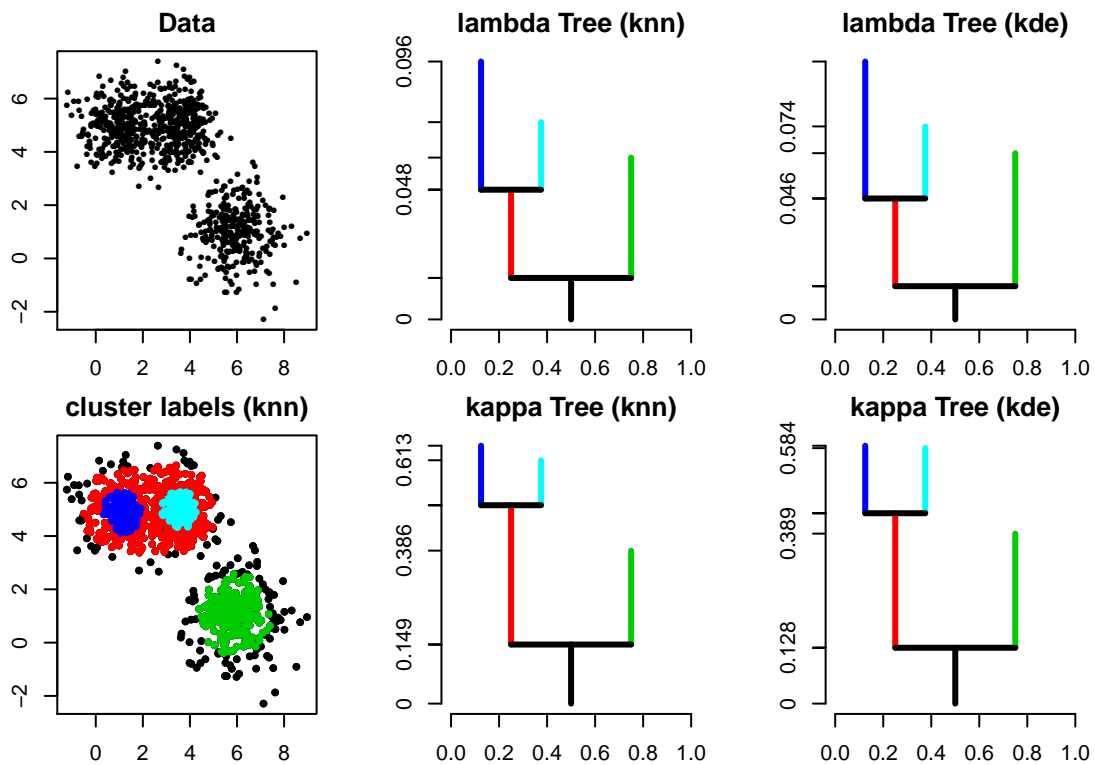 Data
6
4
2
0
−2
0 2 4 6 8
lambda Tree (knn)
0.096
0.048
0
0.0 0.2 0.4 0.6 0.8 1.0
lambda Tree (kde)
0.074
0.046
0
0.0 0.2 0.4 0.6 0.8 1.0
cluster labels (knn)
6
4
2
0
−2
0 2 4 6 8
kappa Tree (knn)
0.613
0.386
0.149
0
0.0 0.2 0.4 0.6 0.8 1.0
kappa Tree (kde)
0.584
0.389
0.128
0
0.0 0.2 0.4 0.6 0.8 1.0